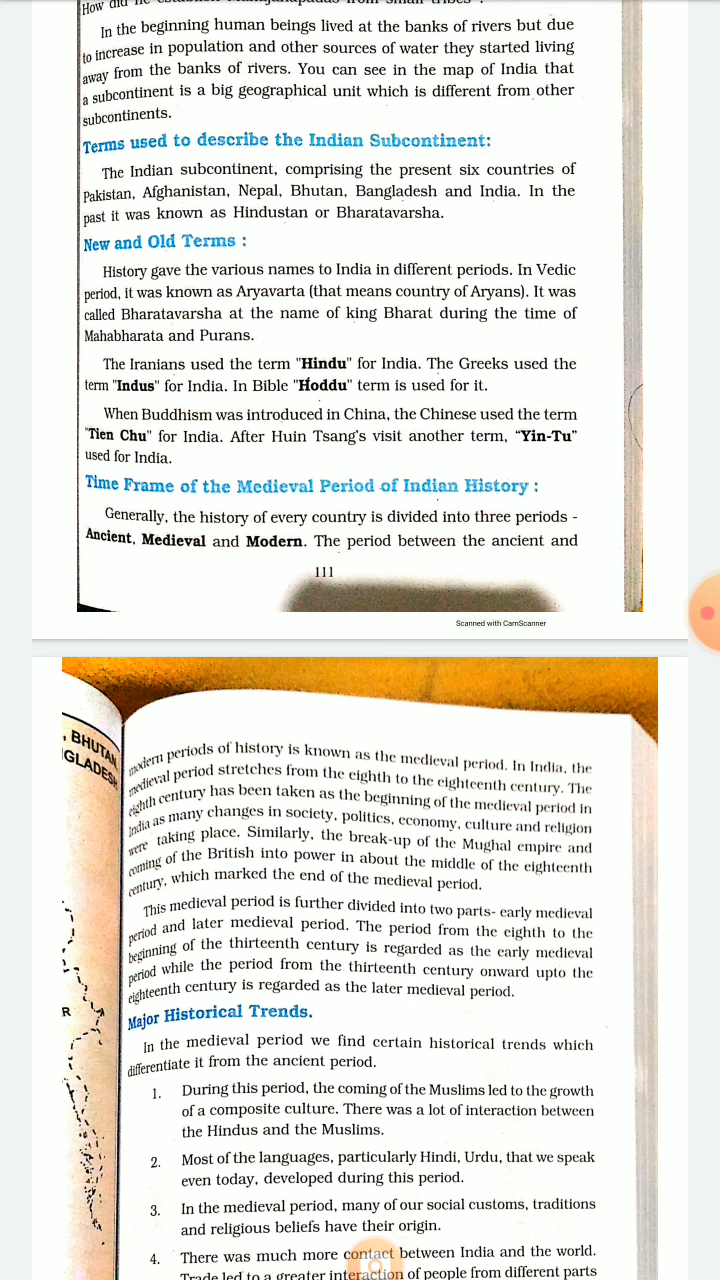 How did he establish Mahajanapadas from small tribes ?
In the beginning human beings lived at the banks of rivers but due
to increase in population and other sources of water they started living
away from the banks of rivers. You can see in the map of India that
a subcontinent is a big geographical unit which is different from other
subcontinents.
Terms used to describe the Indian Subcontinent:
The Indian subcontinent, comprising the present six countries of
Pakistan, Afghanistan, Nepal, Bhutan, Bangladesh and India. In the
past it was known as Hindustan or Bharatavarsha.
New and Old Terms :
History gave the various names to India in different periods. In Vedic
period, it was known as Aryavarta (that means country of Aryans). It was
called Bharatavarsha at the name of king Bharat during the time of
Mahabharata and Purans.
The Iranians used the term "Hindu" for India. The Greeks used the
term "Indus" for India. In Bible "Hoddu" term is used for it.
When Buddhism was introduced in China, the Chinese used the term
"Tien Chu" for India. After Huin Tsang's visit another term, "Yin-Tu"
used for India.
Time Frame of the Medieval Period of Indian History :
Generally, the history of every country is divided into three periods -
Ancient, Medieval and Modern. The period between the ancient and
111
Scanned with CamScanner
, BHUTAN
GLADESH
modern periods of history is known as the medieval period. In India, the
medieval period stretches from the eighth to the eighteenth century. The
eighth century has been taken as the beginning of the medieval period in
India as many changes in society, politics, economy, culture and religion
were taking place. Similarly, the break-up of the Mughal empire and
coming of the British into power in about the middle of the eighteenth
century, which marked the end of the medieval period.
This medieval period is further divided into two parts- early medieval
period and later medieval period. The period from the eighth to the
beginning of the thirteenth century is regarded as the early medieval
period while the period from the thirteenth century onward upto the
eighteenth century is regarded as the later medieval period.
R
Major Historical Trends.
In the medieval period we find certain historical trends which
differentiate it from the ancient period.
1. During this period, the coming of the Muslims led to the growth
of a composite culture. There was a lot of interaction between
the Hindus and the Muslims.
2. Most of the languages, particularly Hindi, Urdu, that we speak
even today, developed during this period.
3. In the medieval period, many of our social customs, traditions
and religious beliefs have their origin.
4. There was much more contact between India and the world.
Trade led to a greater interaction of people from different parts